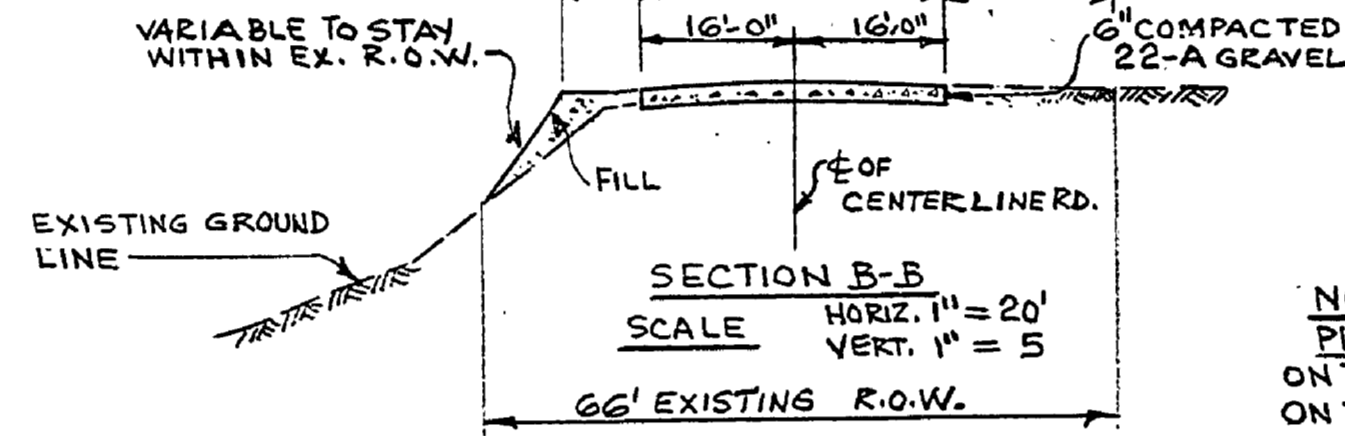 16'-0" 16'0"
VARIABLE TO STAY
WITHIN EX. R.O.W.
6" COMPACTED
22-A GRAVEL
FILL
℄ OF
CENTERLINE RD.
EXISTING GROUND
LINE
SECTION B-B
SCALE HORIZ. 1" = 20'
VERT. 1" = 5
66' EXISTING R.O.W.
ON
ON